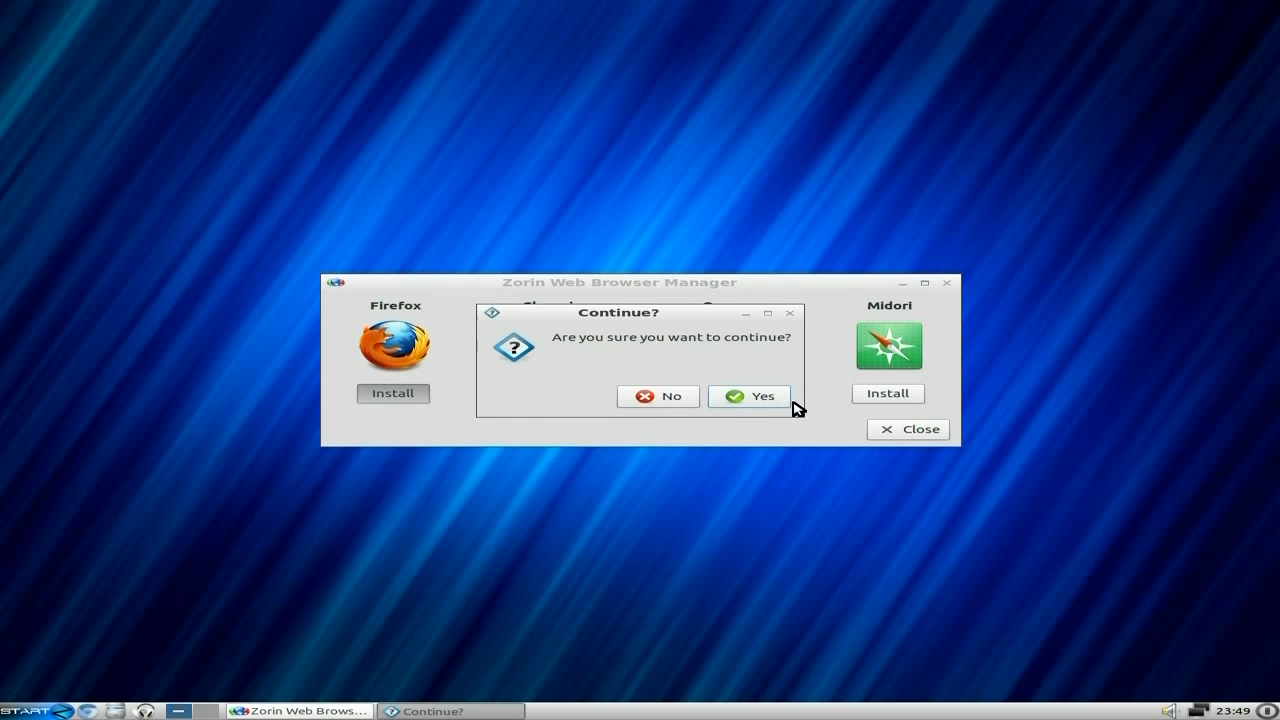 Zorin Web Browser Manager
Firefox
Midori
Continue?
Are you sure you want to continue?
Install
No
Yes
Install
Close
START
Zorin Web Brows...
Continue?
23:49